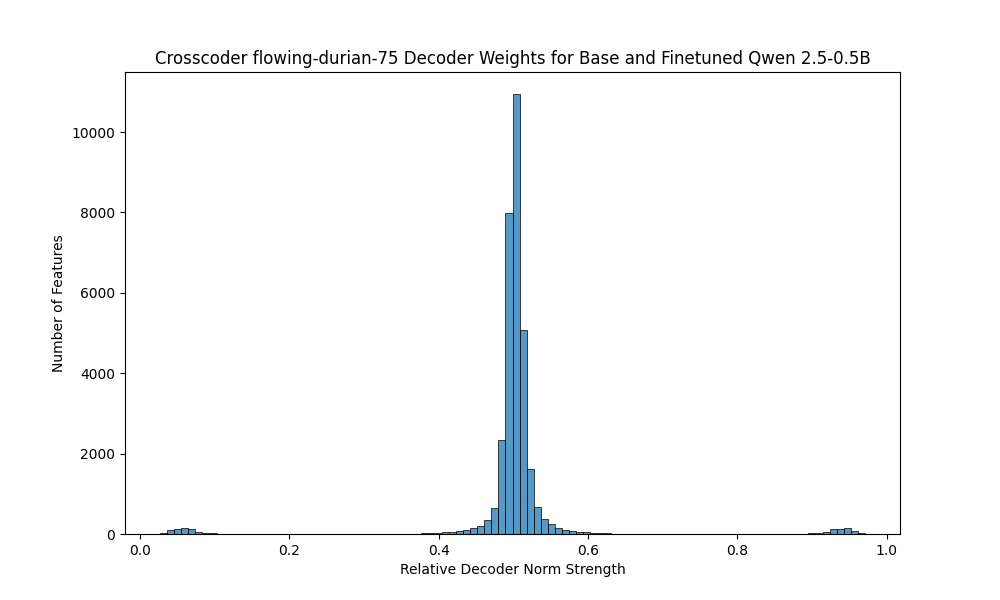 Crosscoder flowing-durian-75 Decoder Weights for Base and Finetuned Qwen 2.5-0.5B
Number of Features
10000
8000
6000
4000
2000
0
0.0 0.2 0.4 0.6 0.8 1.0
Relative Decoder Norm Strength